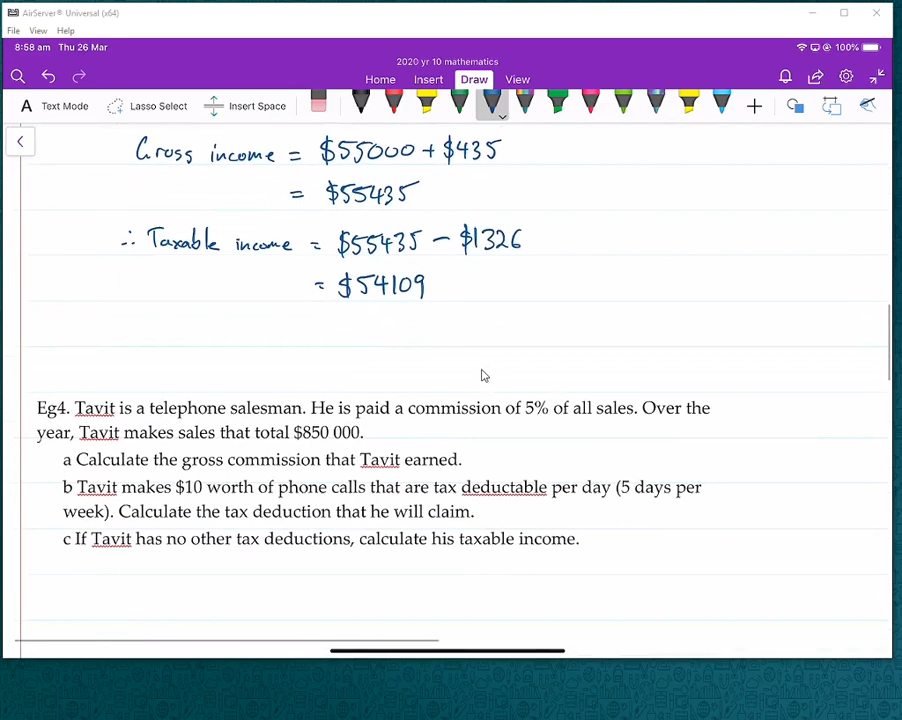 AirServer® Universal (x64)
File View Help
8:58 am Thu 26 Mar
100%
2020 yr 10 mathematics
Home Insert Draw View
A Text Mode Lasso Select Insert Space
Gross income = $55000 + $435
= $55435
∴ Taxable income = $55435 − $1326
= $54109
Eg4. Tavit is a telephone salesman. He is paid a commission of 5% of all sales. Over the
year, Tavit makes sales that total $850 000.
a Calculate the gross commission that Tavit earned.
b Tavit makes $10 worth of phone calls that are tax deductable per day (5 days per
week). Calculate the tax deduction that he will claim.
c If Tavit has no other tax deductions, calculate his taxable income.